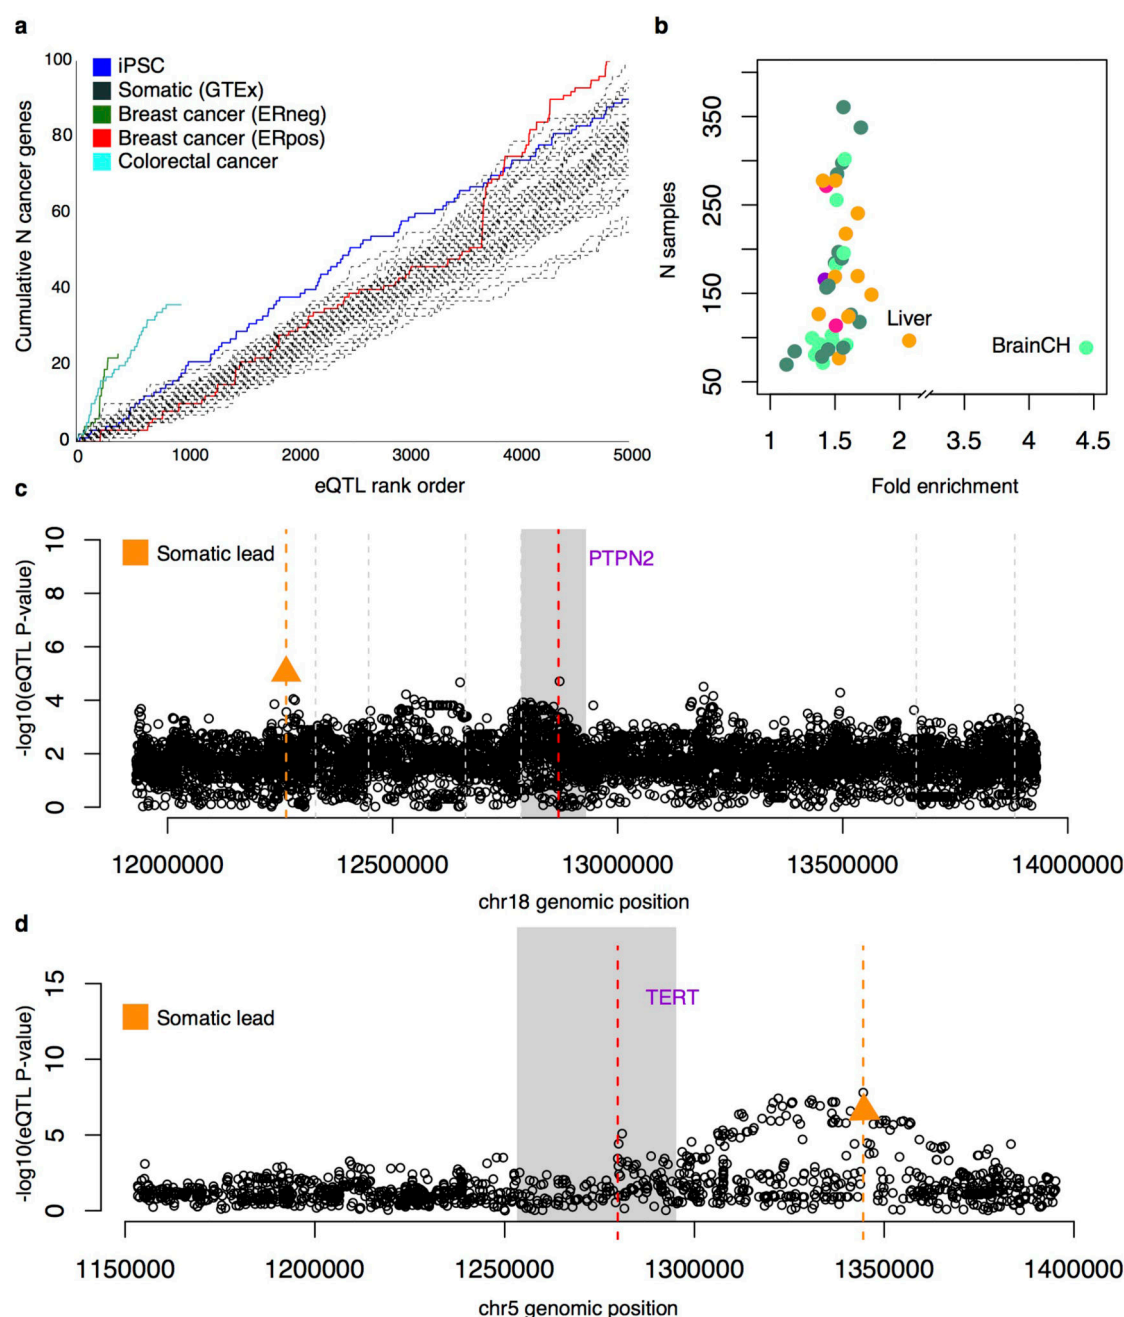 a
Cumulative N cancer genes
100
80
60
40
20
0
iPSC
Somatic (GTEx)
Breast cancer (ERneg)
Breast cancer (ERpos)
Colorectal cancer
0 1000 2000 3000 4000 5000
eQTL rank order
b
N samples
350
250
150
50
Liver
BrainCH
1 1.5 2 3.5 4 4.5
Fold enrichment
c
-log10(eQTL P-value)
10
8
6
4
2
0
Somatic lead
PTPN2
12000000 12500000 13000000 13500000 14000000
chr18 genomic position
d
-log10(eQTL P-value)
15
10
5
0
Somatic lead
TERT
1150000 1200000 1250000 1300000 1350000 1400000
chr5 genomic position